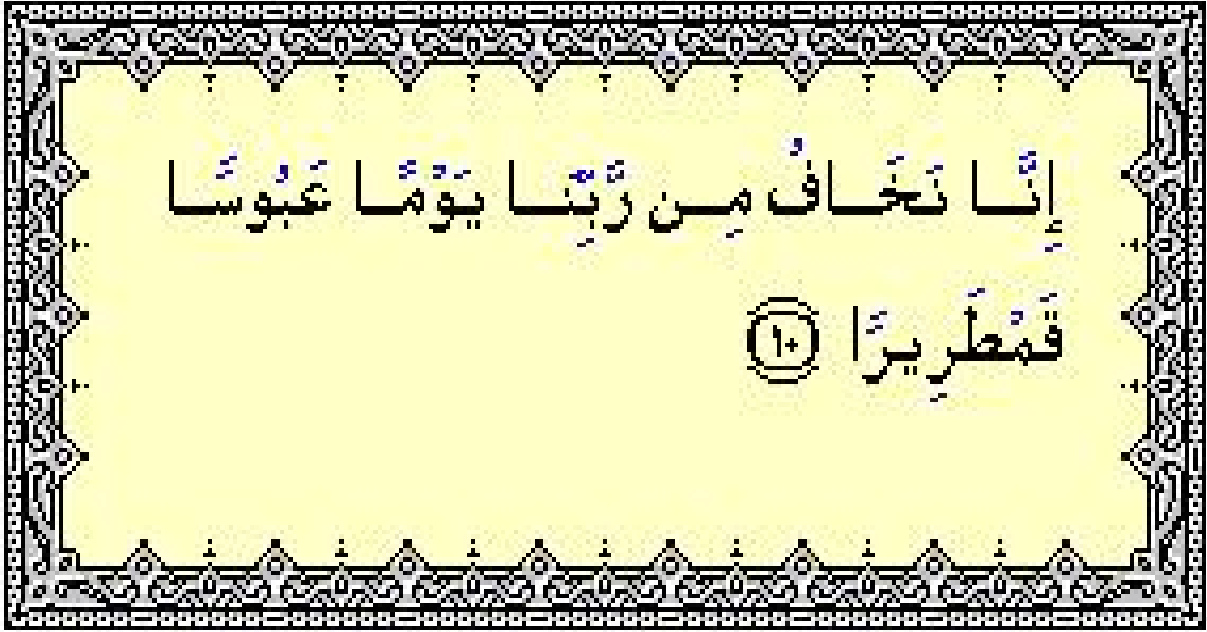 إِنَّا نَخَافُ مِن رَّبِّنَا يَوْمًا عَبُوسًا
قَمْطَرِيرًا ۝١٠